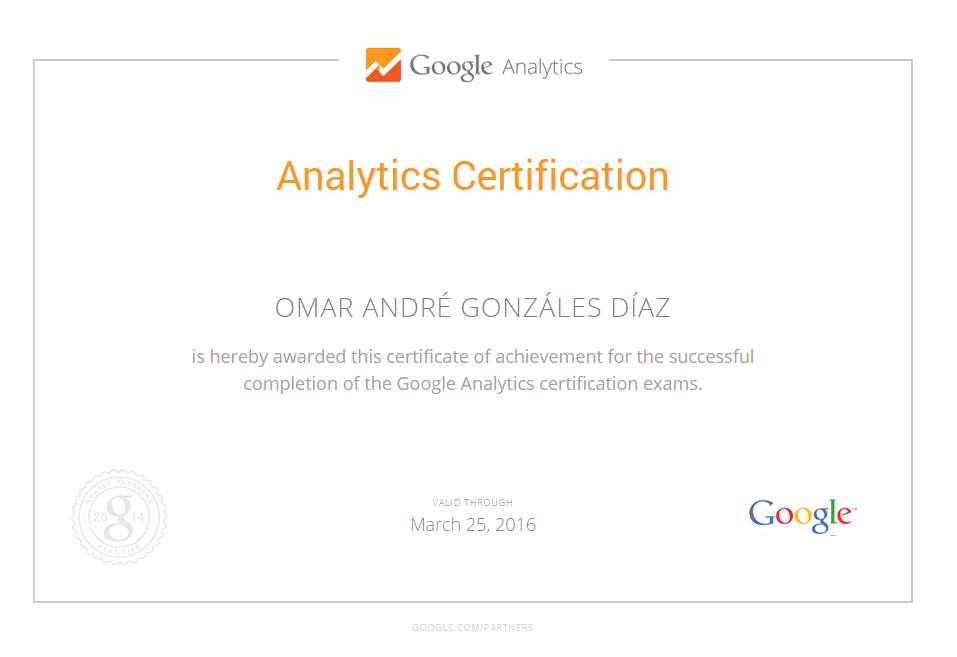 Google Analytics
Analytics Certification
OMAR ANDRÉ GONZÁLES DÍAZ
is hereby awarded this certificate of achievement for the successful
completion of the Google Analytics certification exams.
GOOGLE PARTNERS
20 g 14
CERTIFIED
VALID THROUGH
March 25, 2016
Google™
GOOGLE.COM/PARTNERS